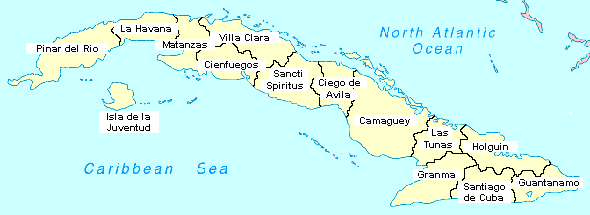 La Havana
Villa Clara
North Atlantic
Ocean
Pinar del Rio
Matanzas
Cienfuegos
Sancti
Spiritus
Ciego de
Avila
Isla de la
Juventud
Camaguey
Las
Tunas
Holguin
Caribbean Sea
Granma
Santiago
de Cuba
Guantanamo